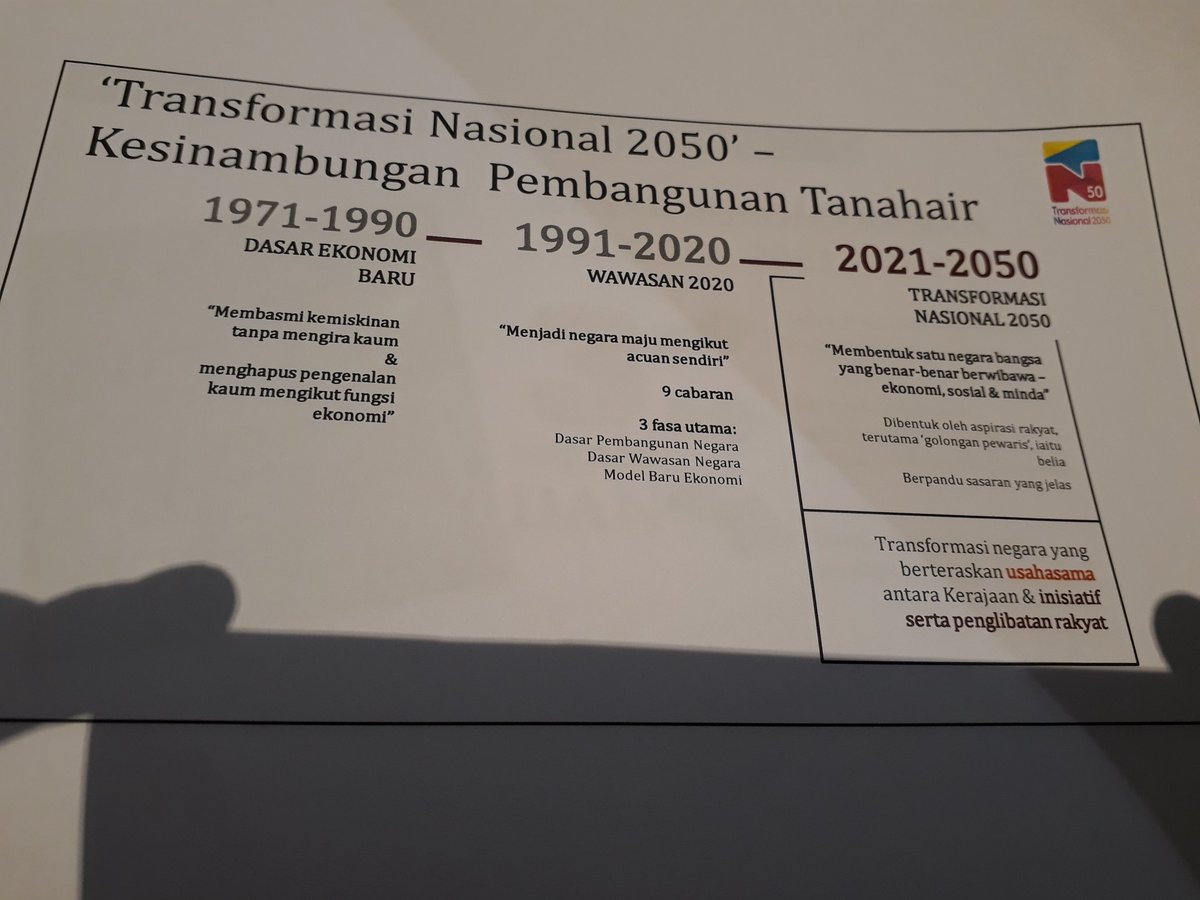 ‘Transformasi Nasional 2050’ –
Kesinambungan Pembangunan Tanahair
50
Transformasi
Nasional 2050
1971-1990
DASAR EKONOMI
BARU
“Membasmi kemiskinan
tanpa mengira kaum
&
menghapus pengenalan
kaum mengikut fungsi
ekonomi”
1991-2020
WAWASAN 2020
“Menjadi negara maju mengikut
acuan sendiri”
9 cabaran
3 fasa utama:
Dasar Pembangunan Negara
Dasar Wawasan Negara
Model Baru Ekonomi
2021-2050
TRANSFORMASI
NASIONAL 2050
“Membentuk satu negara bangsa
yang benar-benar berwibawa –
ekonomi, sosial & minda”
Dibentuk oleh aspirasi rakyat,
terutama ‘golongan pewaris’, iaitu
belia
Berpandu sasaran yang jelas
Transformasi negara yang
berteraskan usahasama
antara Kerajaan & inisiatif
serta penglibatan rakyat